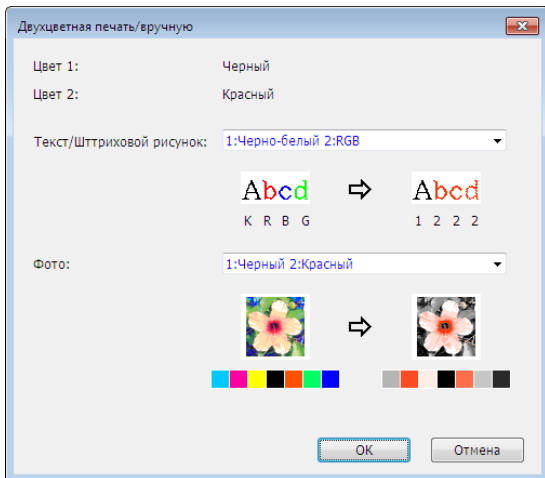 Двухцветная печать/вручную
Цвет 1: Черный
Цвет 2: Красный
Текст/Шттриховой рисунок: 1:Черно-белый 2:RGB
Abcd Abcd
K R B G 1 2 2 2
Фото: 1:Черный 2:Красный
OK Отмена